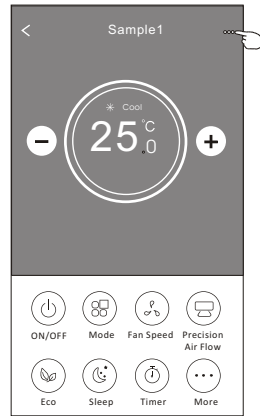 Sample1
Cool
25.0°C
ON/OFF
Mode
Fan Speed
Precision
Air Flow
Eco
Sleep
Timer
More